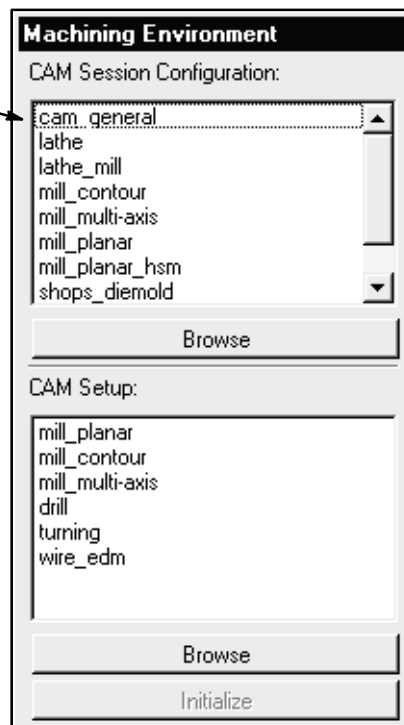 Machining Environment
CAM Session Configuration:
cam_general
lathe
lathe_mill
mill_contour
mill_multi-axis
mill_planar
mill_planar_hsm
shops_diemold
Browse
CAM Setup:
mill_planar
mill_contour
mill_multi-axis
drill
turning
wire_edm
Browse
Initialize